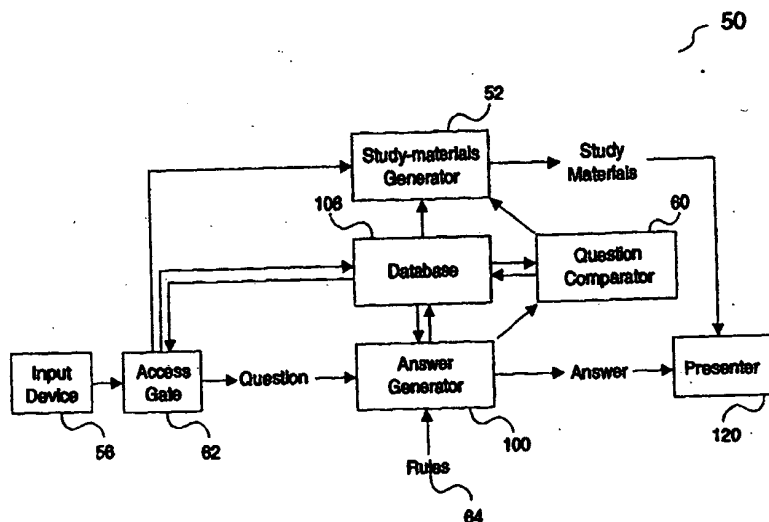 50
52
Study-materials
Generator
Study
Materials
106
60
Database
Question
Comparator
Input
Device
Access
Gate
Question
Answer
Generator
Answer
Presenter
56
62
100
120
Rules
64